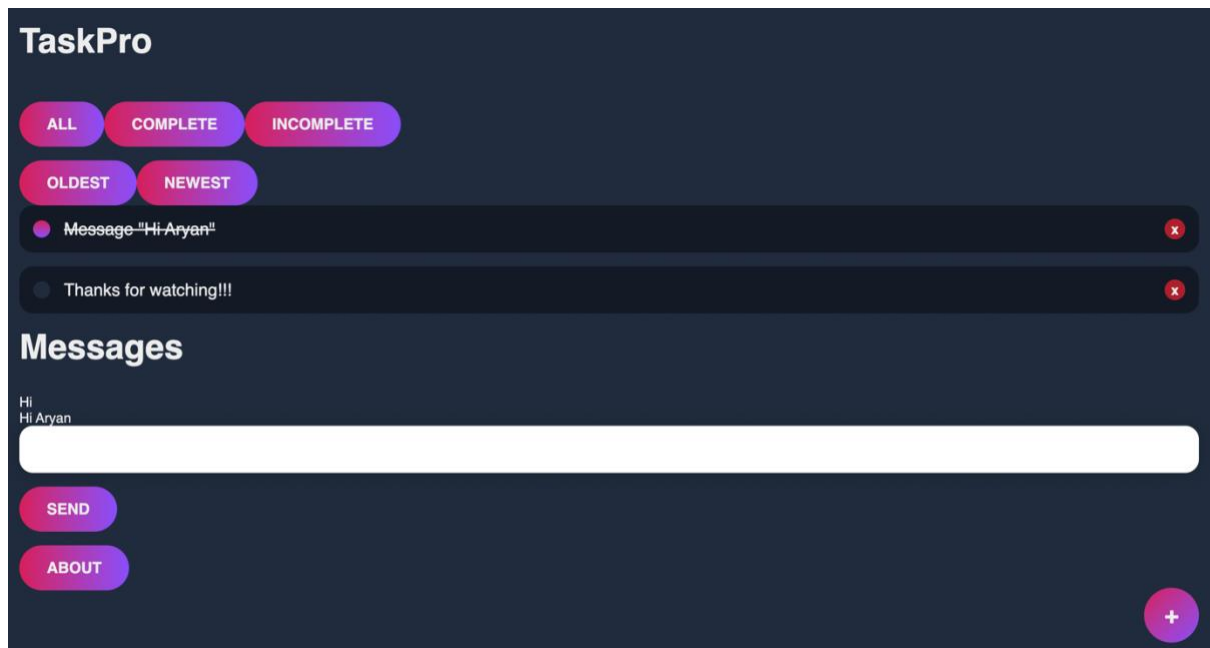 TaskPro
ALL COMPLETE INCOMPLETE
OLDEST NEWEST
Message "Hi Aryan" x
Thanks for watching!!! x
Messages
Hi
Hi Aryan
SEND
ABOUT
+